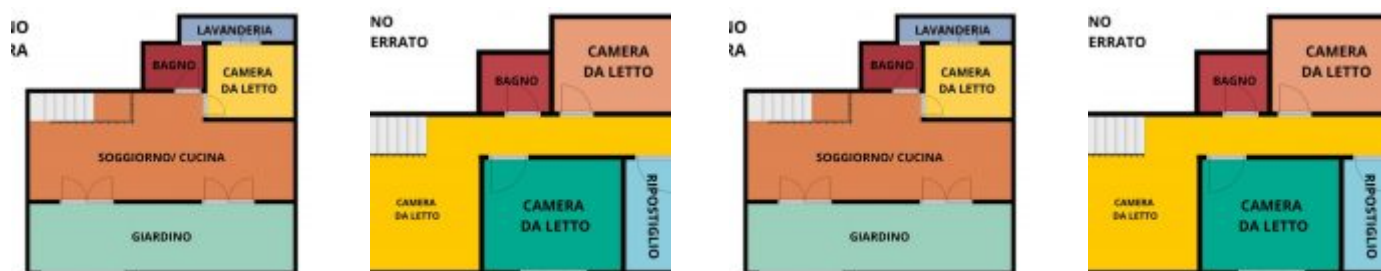 NO
RA
LAVANDERIA
BAGNO
CAMERA
DA LETTO
SOGGIORNO/ CUCINA
GIARDINO
NO
ERRATO
CAMERA
DA LETTO
BAGNO
CAMERA
DA LETTO
CAMERA
DA LETTO
RIPOSTIGLIO
NO
RA
LAVANDERIA
BAGNO
CAMERA
DA LETTO
SOGGIORNO/ CUCINA
GIARDINO
NO
ERRATO
CAMERA
DA LETTO
BAGNO
CAMERA
DA LETTO
CAMERA
DA LETTO
RIPOSTIGLIO